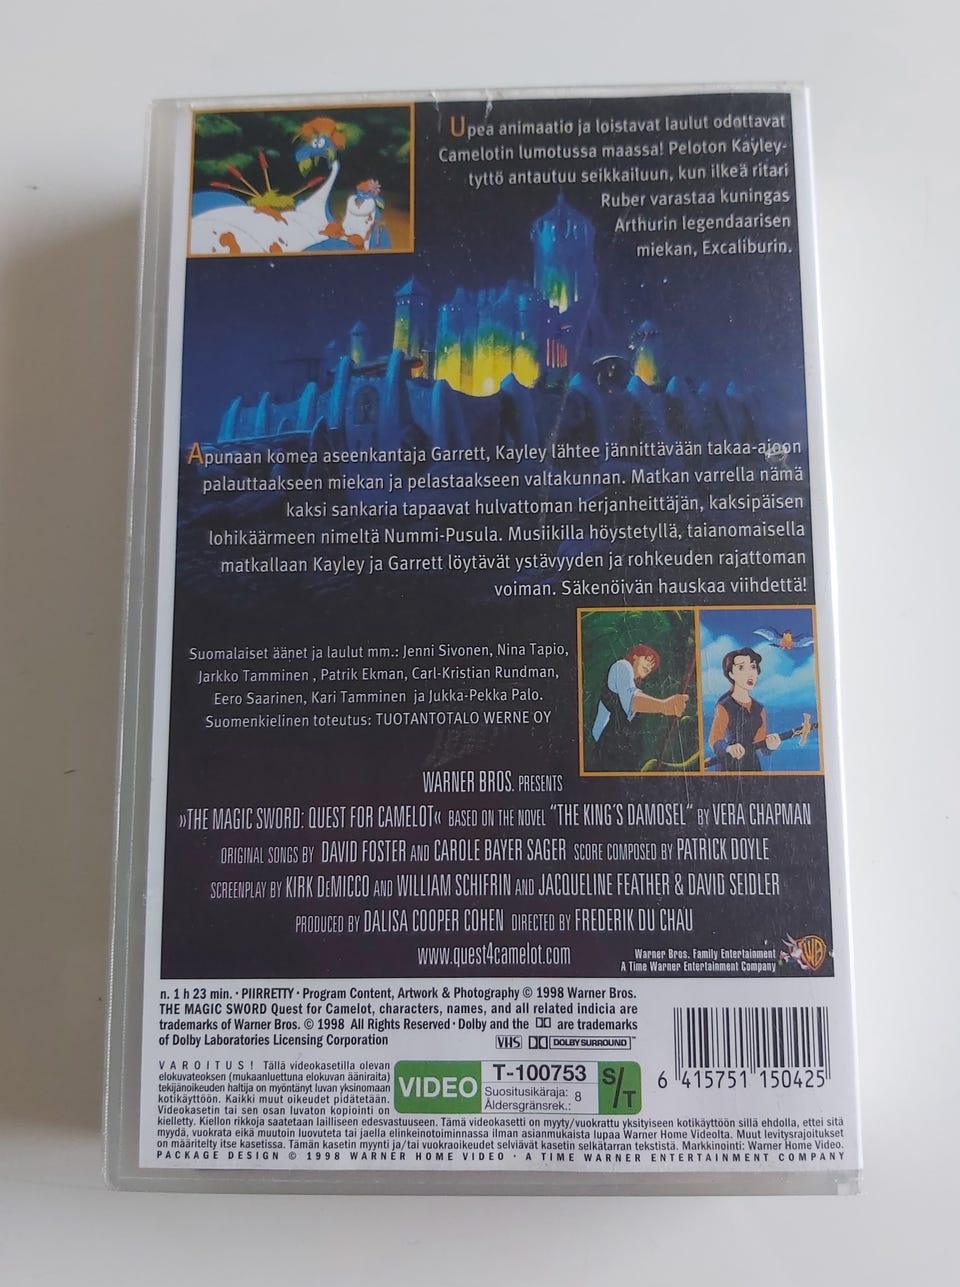 Upea animaatio ja loistavat laulut odottavat
Camelotin lumotussa maassa! Peloton Kayley-
tyttö antautuu seikkailuun, kun ilkeä ritari
Ruber varastaa kuningas
Arthurin legendaarisen
miekan, Excaliburin.
Apunaan komea aseenkantaja Garrett, Kayley lähtee jännittävään takaa-ajoon
palauttaakseen miekan ja pelastaakseen valtakunnan. Matkan varrella nämä
kaksi sankaria tapaavat hulvattoman herjanheittäjän, kaksipäisen
lohikäärmeen nimeltä Nummi-Pusula. Musiikilla höystetyllä, taianomaisella
matkallaan Kayley ja Garrett löytävät ystävyyden ja rohkeuden rajattoman
voiman. Säkenöivän hauskaa viihdettä!
Suomalaiset äänet ja laulut mm.: Jenni Sivonen, Nina Tapio,
Jarkko Tamminen , Patrik Ekman, Carl-Kristian Rundman,
Eero Saarinen, Kari Tamminen ja Jukka-Pekka Palo.
Suomenkielinen toteutus: TUOTANTOTALO WERNE OY
WARNER BROS. PRESENTS
»THE MAGIC SWORD: QUEST FOR CAMELOT« BASED ON THE NOVEL "THE KING'S DAMOSEL" BY VERA CHAPMAN
ORIGINAL SONGS BY DAVID FOSTER AND CAROLE BAYER SAGER SCORE COMPOSED BY PATRICK DOYLE
SCREENPLAY BY KIRK DeMICCO AND WILLIAM SCHIFRIN AND JACQUELINE FEATHER & DAVID SEIDLER
PRODUCED BY DALISA COOPER COHEN DIRECTED BY FREDERIK DU CHAU
www.quest4camelot.com
Warner Bros. Family Entertainment
A Time Warner Entertainment Company
WB
n. 1 h 23 min. · PIIRRETTY · Program Content, Artwork & Photography © 1998 Warner Bros.
THE MAGIC SWORD Quest for Camelot, characters, names, and all related indicia are
trademarks of Warner Bros. © 1998 All Rights Reserved · Dolby and the DD are trademarks
of Dolby Laboratories Licensing Corporation
VHS DOLBY SURROUND
VAROITUS! Tällä videokasetilla olevan
elokuvateoksen (mukaanluettuna elokuvan ääniraita)
tekijänoikeuden haltija on myöntänyt luvan yksinomaan
kotikäyttöön. Kaikki muut oikeudet pidätetään.
Videokasetin tai sen osan luvaton kopiointi on
kielletty. Kiellon rikkoja saatetaan lailliseen edesvastuuseen. Tämä videokasetti on myyty/vuokrattu yksityiseen kotikäyttöön sillä ehdolla, ettei sitä
myydä, vuokrata eikä muutoin luovuteta tai jaella elinkeinotoiminnassa ilman asianmukaista lupaa Warner Home Videolta. Muut levitysrajoitukset
on määritelty itse kasetissa. Tämän kasetin myynti ja/tai vuokraoikeudet selviävät kasetin selkätarran tekstistä. Markkinointi: Warner Home Video.
PACKAGE DESIGN © 1998 WARNER HOME VIDEO · A TIME WARNER ENTERTAINMENT COMPANY
VIDEO
T-100753
Suositusikäraja: 8
Åldersgränsrek.:
S/T
6 415751 150425